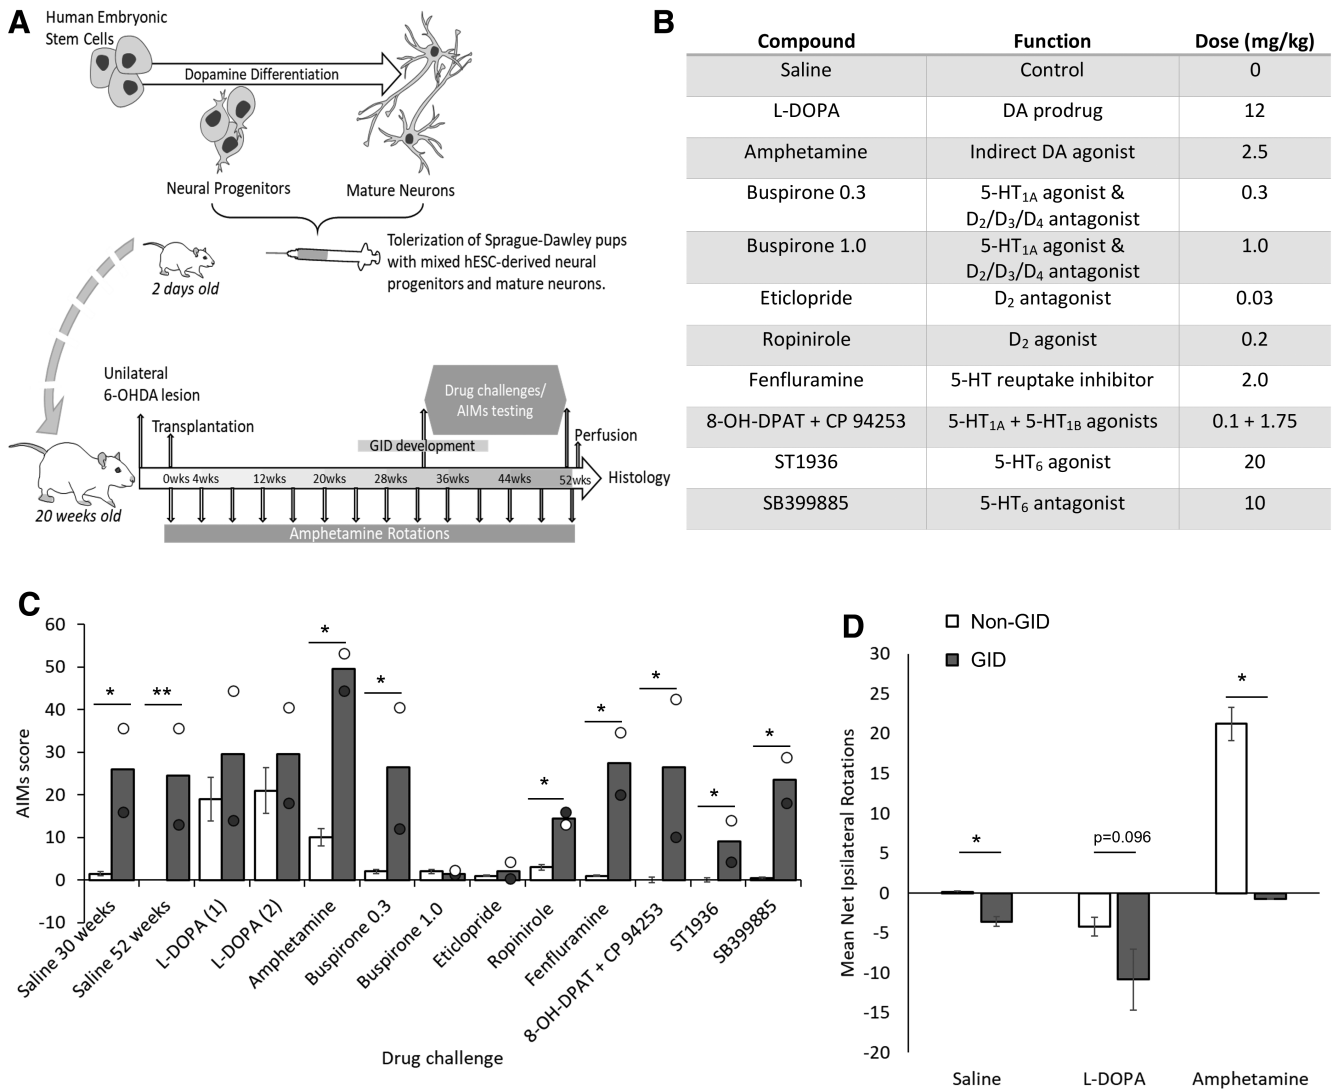 A
Human Embryonic
Stem Cells
Dopamine Differentiation
Neural Progenitors
Mature Neurons
Tolerization of Sprague-Dawley pups
with mixed hESC-derived neural
progenitors and mature neurons.
2 days old
Unilateral
6-OHDA lesion
Transplantation
Drug challenges/
AIMs testing
GID development
Perfusion
0wks 4wks 12wks 20wks 28wks 36wks 44wks 52wks
Histology
20 weeks old
Amphetamine Rotations
B
Compound Function Dose (mg/kg)
Saline Control 0
L-DOPA DA prodrug 12
Amphetamine Indirect DA agonist 2.5
Buspirone 0.3 5-HT1A agonist & 0.3
D2/D3/D4 antagonist
Buspirone 1.0 5-HT1A agonist & 1.0
D2/D3/D4 antagonist
Eticlopride D2 antagonist 0.03
Ropinirole D2 agonist 0.2
Fenfluramine 5-HT reuptake inhibitor 2.0
8-OH-DPAT + CP 94253 5-HT1A + 5-HT1B agonists 0.1 + 1.75
ST1936 5-HT6 agonist 20
SB399885 5-HT6 antagonist 10
C
AIMs score
60
50
40
30
20
10
0
-10
* ** * * * * * * *
Saline 30 weeks
Saline 52 weeks
L-DOPA (1)
L-DOPA (2)
Amphetamine
Buspirone 0.3
Buspirone 1.0
Eticlopride
Ropinirole
Fenfluramine
8-OH-DPAT + CP 94253
ST1936
SB399885
Drug challenge
D
Non-GID
GID
Mean Net Ipsilateral Rotations
30
25
20
15
10
5
0
-5
-10
-15
-20
*
p=0.096
*
Saline L-DOPA Amphetamine